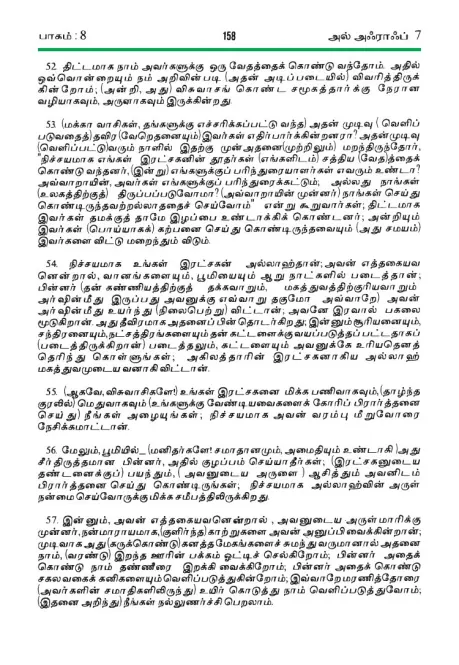 பாகம் : 8 158 அல் அஃராஃப் 7
52. திட்டமாக நாம் அவர்களுக்கு ஒரு வேதத்தைக் கொண்டு வந்தோம். அதில்
ஒவ்வொன்றையும் நம் அறிவின்படி (அதன் அடிப்படையில்) விவரித்திருக்
கின்றோம்; (அன்றி, அது) விசுவாசங் கொண்ட சமூகத்தார்க்கு நேரான
வழியாகவும், அருளாகவும் இருக்கின்றது.
53. (மக்கா வாசிகள், தங்களுக்கு எச்சரிக்கப்பட்டு வந்த) அதன் முடிவு ( வெளிப்
படுவதைத்) தவிர (வேறெதனையும்) இவர்கள் எதிர்பார்க்கின்றனரா? அதன்முடிவு
(வெளிப்பட்டு)வரும் நாளில் இதற்கு முன் அதனை(முற்றிலும்) மறந்திருந்தோர்,
"நிச்சயமாக எங்கள் இரட்சகனின் தூதர்கள் (எங்களிடம்) சத்திய (வேத)த்தைக்
கொண்டு வந்தனர், (இன்று) எங்களுக்குப் பரிந்துரையாளர்கள் எவரும் உண்டா?
அவ்வாறாயின், அவர்கள் எங்களுக்குப் பரிந்துரைக்கட்டும்; அல்லது நாங்கள்
(உலகத்திற்குத்) திருப்பப்படுவோமா? (அவ்வாறாயின் முன்னர்) நாங்கள் செய்து
கொண்டிருந்தவற்றல்லாததைச் செய்வோம்" என்று கூறுவார்கள்; திட்டமாக
இவர்கள் தமக்குத் தாமே இழப்பை உண்டாக்கிக் கொண்டனர்; அன்றியும்
இவர்கள் (பொய்யாகக்) கற்பனை செய்து கொண்டிருந்தவையும் (அது சமயம்)
இவர்களை விட்டு மறைந்தும் விடும்.
54. நிச்சயமாக உங்கள் இரட்சகன் அல்லாஹ்தான்; அவன் எத்தகையவ
னென்றால், வானங்களையும், பூமியையும் ஆறு நாட்களில் படைத்தான்;
பின்னர் (தன் கண்ணியத்திற்குத் தக்கவாறும், மகத்துவத்திற்குரியவாறும்
அர்ஷின்மீது இருப்பது அவனுக்கு எவ்வாறு தகுமோ அவ்வாறே) அவன்
அர்ஷின்மீது உயர்ந்து (நிலைபெற்று) விட்டான்; அவனே இரவால் பகலை
மூடுகிறான். அது தீவிரமாக அதனைப் பின் தொடர்கிறது; இன்னும் சூரியனையும்,
சந்திரனையும், நட்சத்திரங்களையும் தன் கட்டளைக்கு வயப்படுத்தப்பட்டதாகப்
(படைத்திருக்கிறான்) படைத்தலும், கட்டளையும் அவனுக்கே உரியதெனத்
தெரிந்து கொள்ளுங்கள்; அகிலத்தாரின் இரட்சகனாகிய அல்லாஹ்
மகத்துவமுடையவனாகிவிட்டான்.
55. (ஆகவே, விசுவாசிகளே!) உங்கள் இரட்சகனை மிக்க பணிவாகவும், (தாழ்ந்த
குரலில்) மெதுவாகவும் (உங்களுக்கு வேண்டியவைகளைக் கோரிப் பிரார்த்தனை
செய்து) நீங்கள் அழையுங்கள்; நிச்சயமாக அவன் வரம்பு மீறுவோரை
நேசிக்கமாட்டான்.
56. மேலும், பூமியில் _ (மனிதர்களே! சமாதானமும், அமைதியும் உண்டாகி )அது
சீர்திருத்தமான பின்னர், அதில் குழப்பம் செய்யாதீர்கள்; (இரட்சகனுடைய
தண்டனைக்குப்) பயந்தும், ( அவனுடைய அருளை ) ஆசித்தும் அவனிடம்
பிரார்த்தனை செய்து கொண்டிருங்கள்; நிச்சயமாக அல்லாஹ்வின் அருள்
நன்மை செய்வோருக்கு மிக்க சமீபத்திலிருக்கிறது.
57. இன்னும், அவன் எத்தகையவனென்றால் , அவனுடைய அருள் மாரிக்கு
முன்னர், நன்மாராயமாக, (குளிர்ந்த) காற்றுகளை அவன் அனுப்பிவைக்கின்றான்;
முடிவாக அது (கருக்கொண்டு) கனத்த மேகங்களைச் சுமந்து வருமானால் அதனை
நாம், (வரண்டு) இறந்த ஊரின் பக்கம் ஓட்டிச் செல்கிறோம்; பின்னர் அதைக்
கொண்டு நாம் தண்ணீரை இறக்கி வைக்கிறோம்; பின்னர் அதைக் கொண்டு
சகலவகைக் கனிகளையும் வெளிப்படுத்துகின்றோம்; இவ்வாறே மரணித்தோரை
(அவர்களின் சமாதிகளிலிருந்து) உயிர் கொடுத்து நாம் வெளிப்படுத்துவோம்;
(இதனை அறிந்து) நீங்கள் நல்லுணர்ச்சி பெறலாம்.